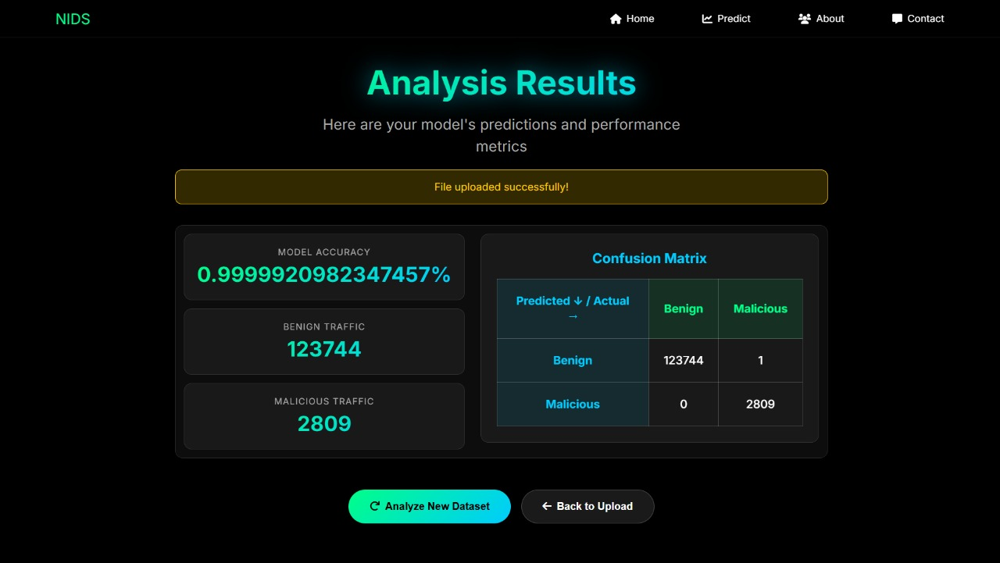 NIDS
Home
Predict
About
Contact
Analysis Results
Here are your model's predictions and performance
metrics
File uploaded successfully!
MODEL ACCURACY
0.9999920982347457%
BENIGN TRAFFIC
123744
MALICIOUS TRAFFIC
2809
Confusion Matrix
Predicted ↓ / Actual
→
Benign
Malicious
Benign
123744
1
Malicious
0
2809
Analyze New Dataset
Back to Upload